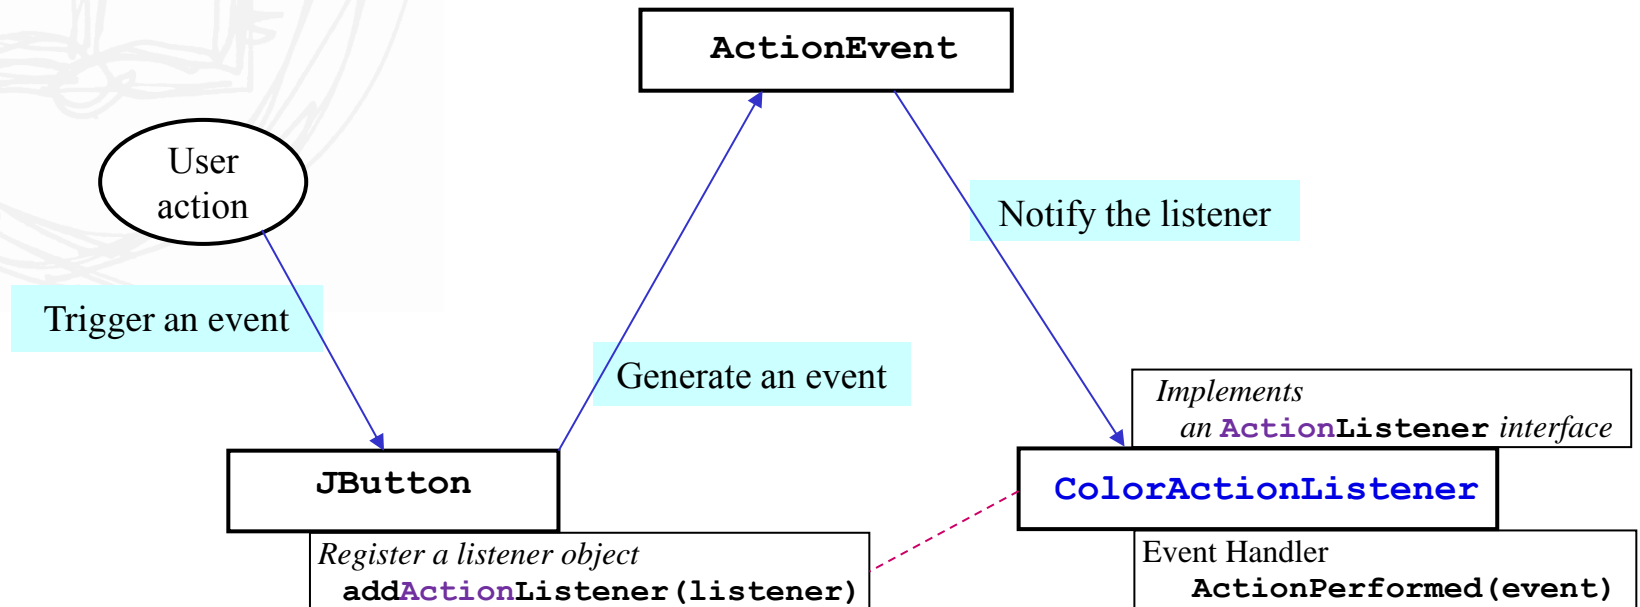 ActionEvent
User
action
Notify the listener
Trigger an event
Generate an event
Implements
an ActionListener interface
JButton
ColorActionListener
Register a listener object
addActionListener(listener)
Event Handler
ActionPerformed(event)